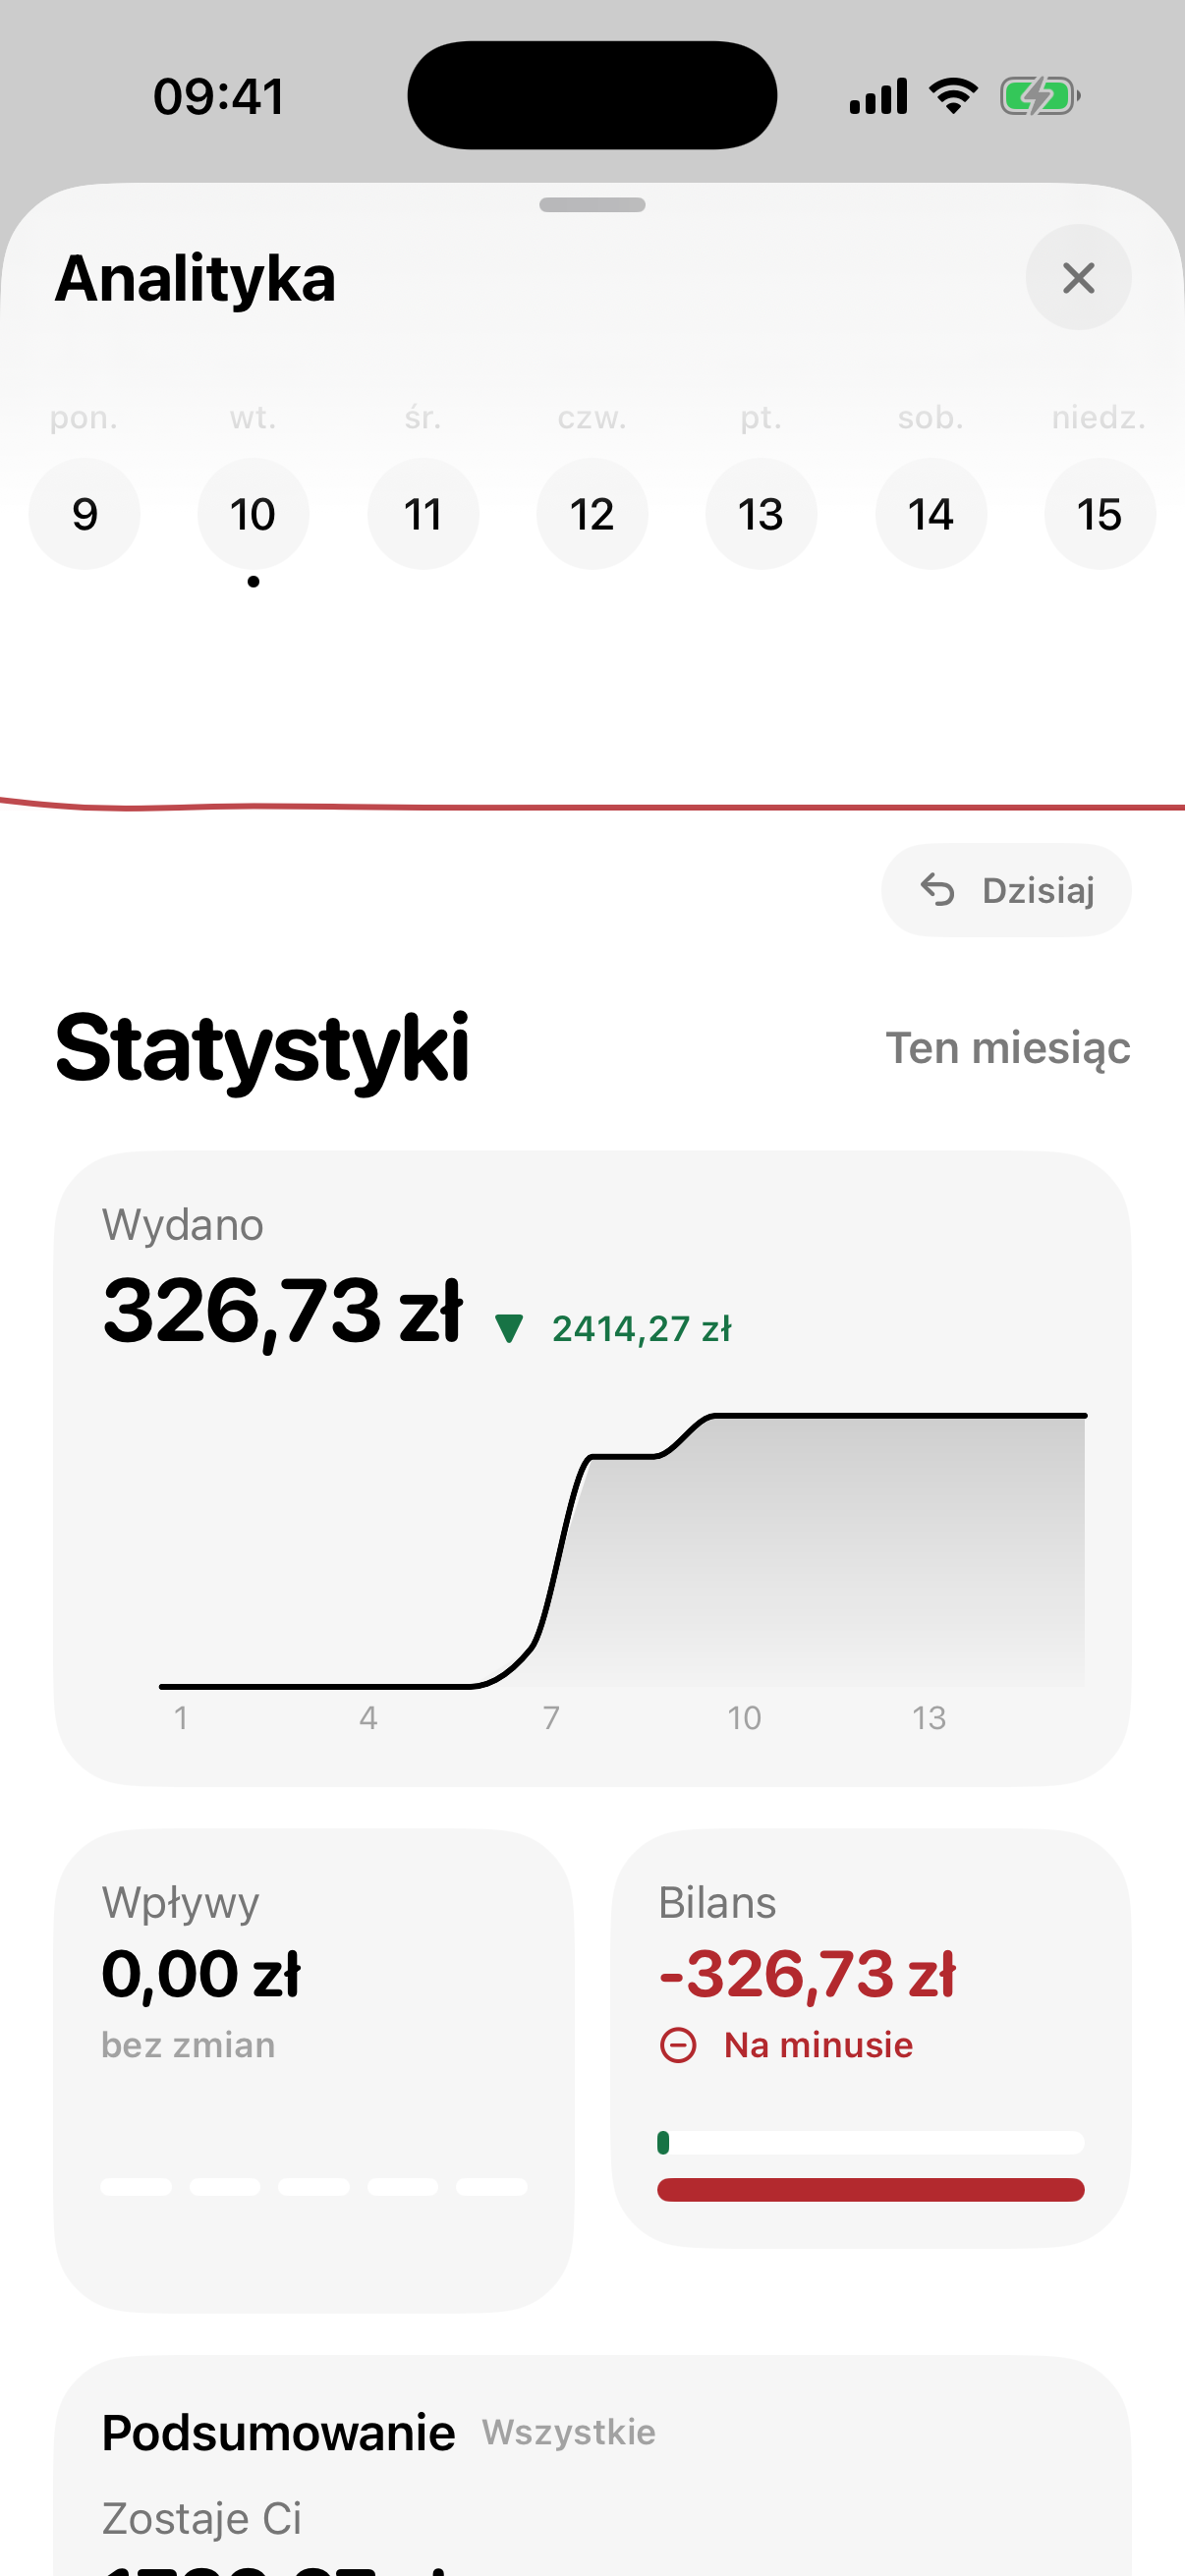 09:41
Analityka
pon. wt. śr. czw. pt. sob. niedz.
9 10 11 12 13 14 15
Dzisiaj
Statystyki Ten miesiąc
Wydano
326,73 zł 2414,27 zł
1 4 7 10 13
Wpływy
0,00 zł
bez zmian
Bilans
-326,73 zł
Na minusie
Podsumowanie Wszystkie
Zostaje Ci